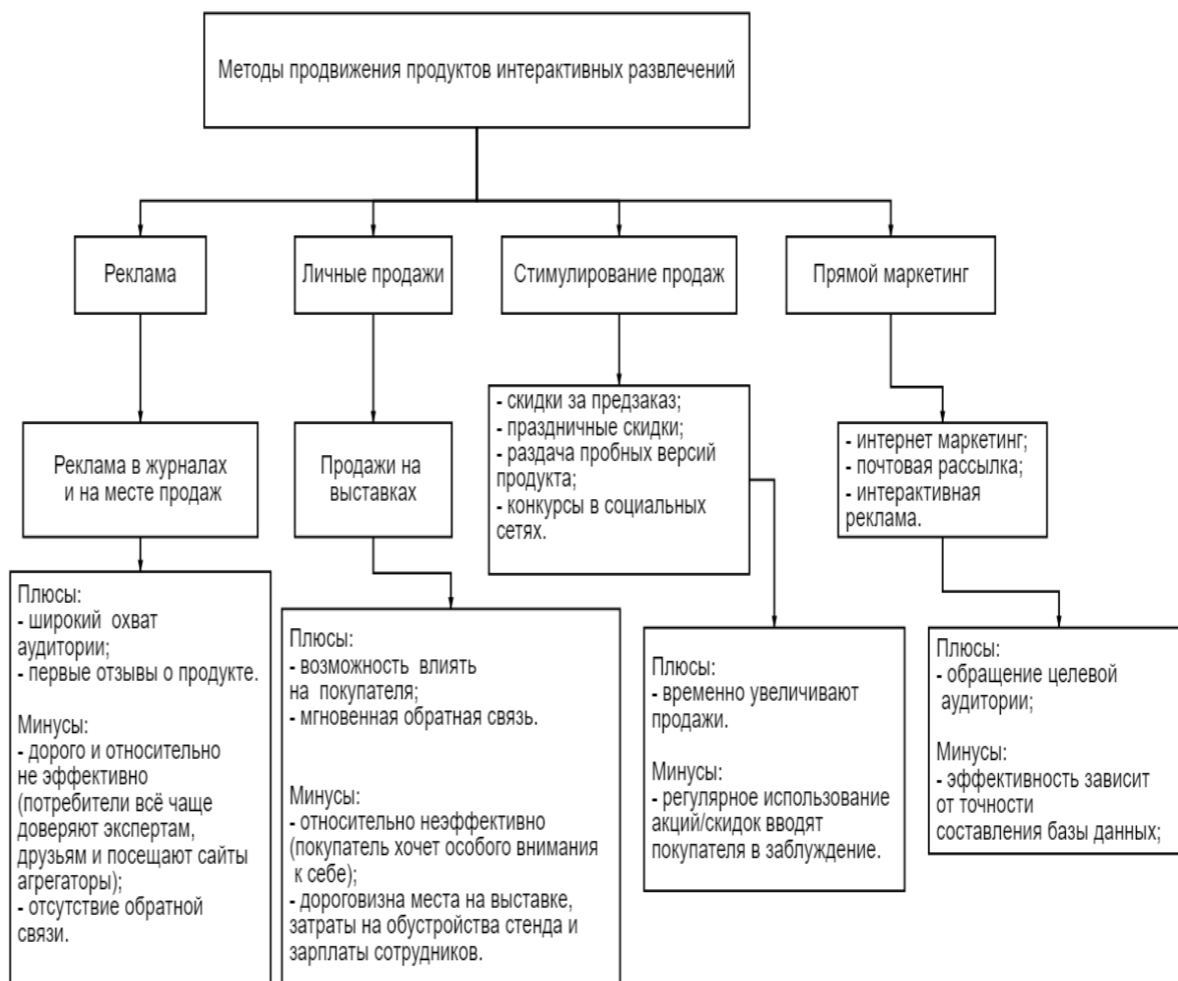 Методы продвижения продуктов интерактивных развлечений
Реклама
Личные продажи
Стимулирование продаж
Прямой маркетинг
Реклама в журналах
и на месте продаж
Продажи на
выставках
- скидки за предзаказ;
- праздничные скидки;
- раздача пробных версий
продукта;
- конкурсы в социальных
сетях.
- интернет маркетинг;
- почтовая рассылка;
- интерактивная
реклама.
Плюсы:
- широкий охват
аудитории;
- первые отзывы о продукте.
Минусы:
- дорого и относительно
не эффективно
(потребители всё чаще
доверяют экспертам,
друзьям и посещают сайты
агрегаторы);
- отсутствие обратной
связи.
Плюсы:
- возможность влиять
на покупателя;
- мгновенная обратная связь.
Минусы:
- относительно неэффективно
(покупатель хочет особого внимания
к себе);
- дороговизна места на выставке,
затраты на обустройства стенда и
зарплаты сотрудников.
Плюсы:
- временно увеличивают
продажи.
Минусы:
- регулярное использование
акций/скидок вводят
покупателя в заблуждение.
Плюсы:
- обращение целевой
аудитории;
Минусы:
- эффективность зависит
от точности
составления базы данных;